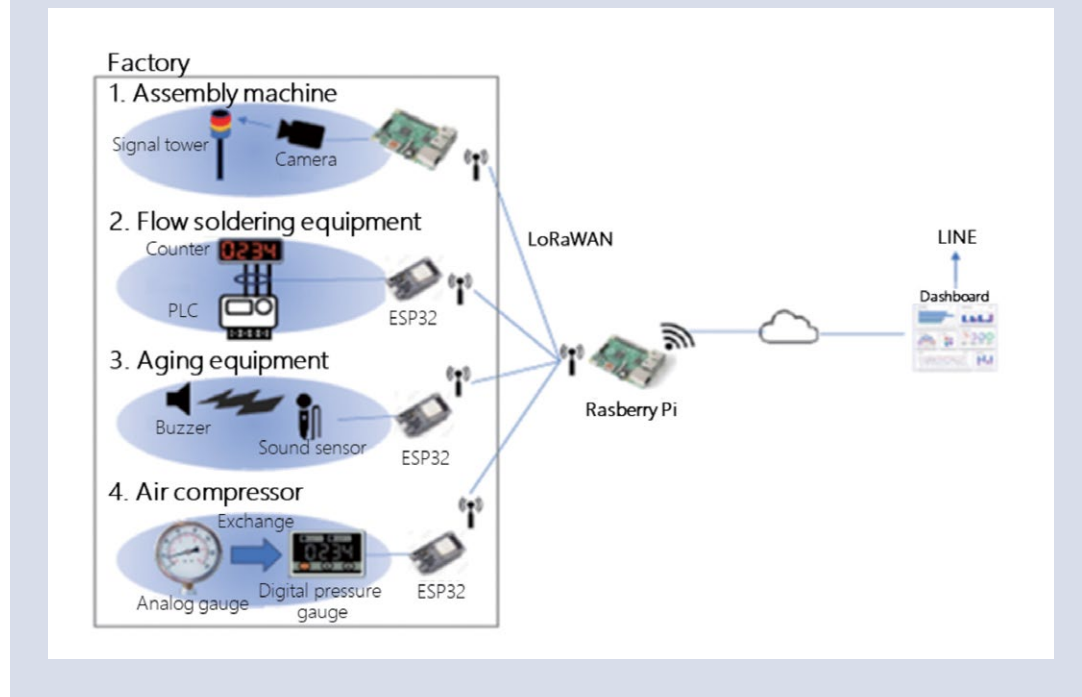 Factory
1. Assembly machine
Signal tower
Camera
2. Flow soldering equipment
Counter
0234
PLC
ESP32
3. Aging equipment
Buzzer
Sound sensor
ESP32
4. Air compressor
Exchange
0234
Analog gauge
Digital pressure
gauge
ESP32
LoRaWAN
Rasberry Pi
LINE
Dashboard